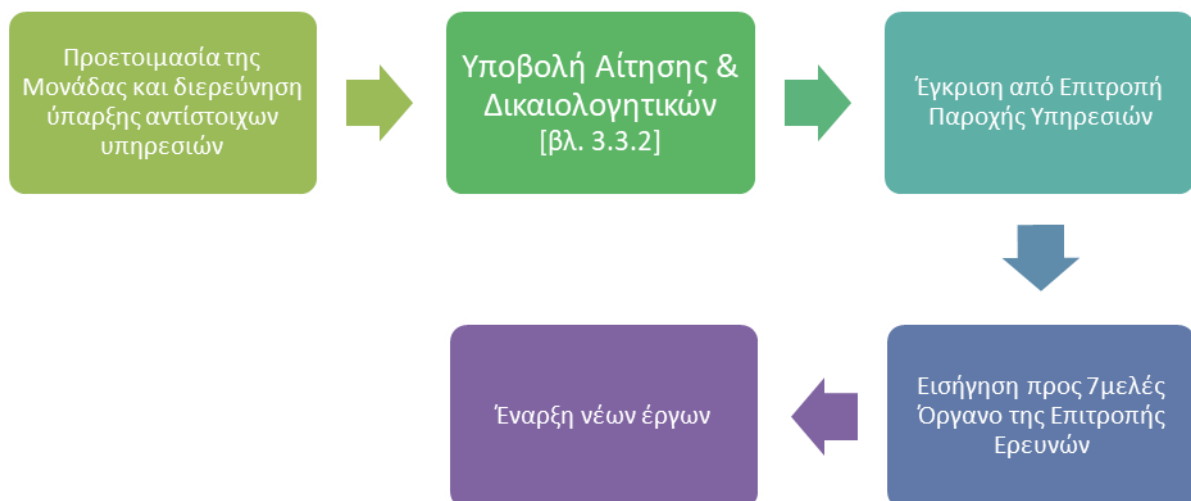 Προετοιμασία της
Μονάδας και διερεύνηση
ύπαρξης αντίστοιχων
υπηρεσιών
Υποβολή Αίτησης &
Δικαιολογητικών
[βλ. 3.3.2]
Έγκριση από Επιτροπή
Παροχής Υπηρεσιών
Εισήγηση προς 7μελές
Όργανο της Επιτροπής
Ερευνών
Έναρξη νέων έργων